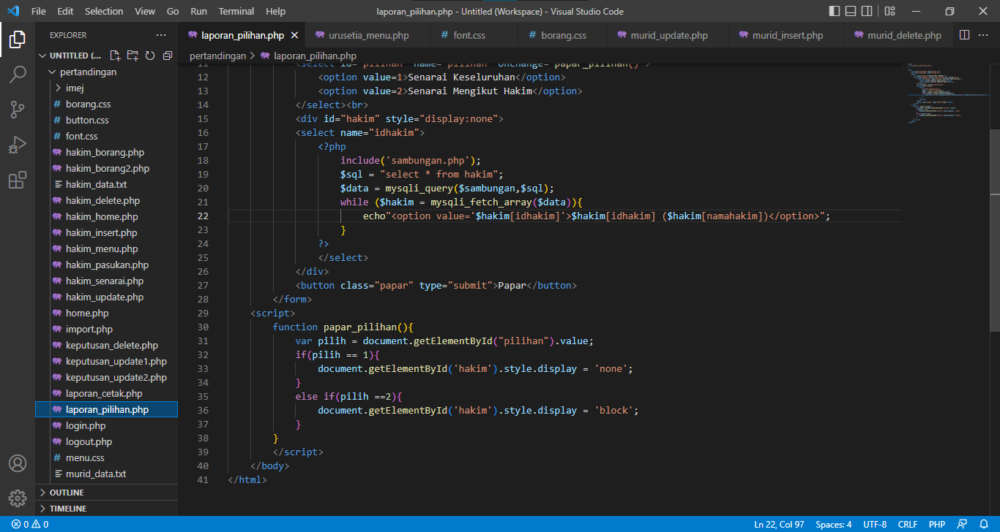 File Edit Selection View Go Run Terminal Help laporan_pilihan.php - Untitled (Workspace) - Visual Studio Code
EXPLORER ···
UNTITLED (...
pertandingan
imej
# borang.css
# button.css
# font.css
hakim_borang.php
hakim_borang2.php
hakim_data.txt
hakim_delete.php
hakim_home.php
hakim_insert.php
hakim_menu.php
hakim_pasukan.php
hakim_senarai.php
hakim_update.php
home.php
import.php
keputusan_delete.php
keputusan_update1.php
keputusan_update2.php
laporan_cetak.php
laporan_pilihan.php
login.php
logout.php
# menu.css
murid_data.txt
OUTLINE
TIMELINE
laporan_pilihan.php urusetia_menu.php # font.css # borang.css murid_update.php murid_insert.php murid_delete.php ···
pertandingan > laporan_pilihan.php
11 <select id="pilihan" name="pilihan" onchange="papar_pilihan()">
12 <option value=1>Senarai Keseluruhan</option>
13 <option value=2>Senarai Mengikut Hakim</option>
14 </select><br>
15 <div id="hakim" style="display:none">
16 <select name="idhakim">
17 <?php
18 include('sambungan.php');
19 $sql = "select * from hakim";
20 $data = mysqli_query($sambungan,$sql);
21 while ($hakim = mysqli_fetch_array($data)){
22 echo"<option value='$hakim[idhakim]'>$hakim[idhakim] ($hakim[namahakim])</option>";
23 }
24 ?>
25 </select>
26 </div>
27 <button class="papar" type="submit">Papar</button>
28 </form>
29 <script>
30 function papar_pilihan(){
31 var pilih = document.getElementById("pilihan").value;
32 if(pilih == 1){
33 document.getElementById('hakim').style.display = 'none';
34 }
35 else if(pilih ==2){
36 document.getElementById('hakim').style.display = 'block';
37 }
38 }
39 </script>
40 </body>
41 </html>
0 0 Ln 22, Col 97 Spaces: 4 UTF-8 CRLF PHP